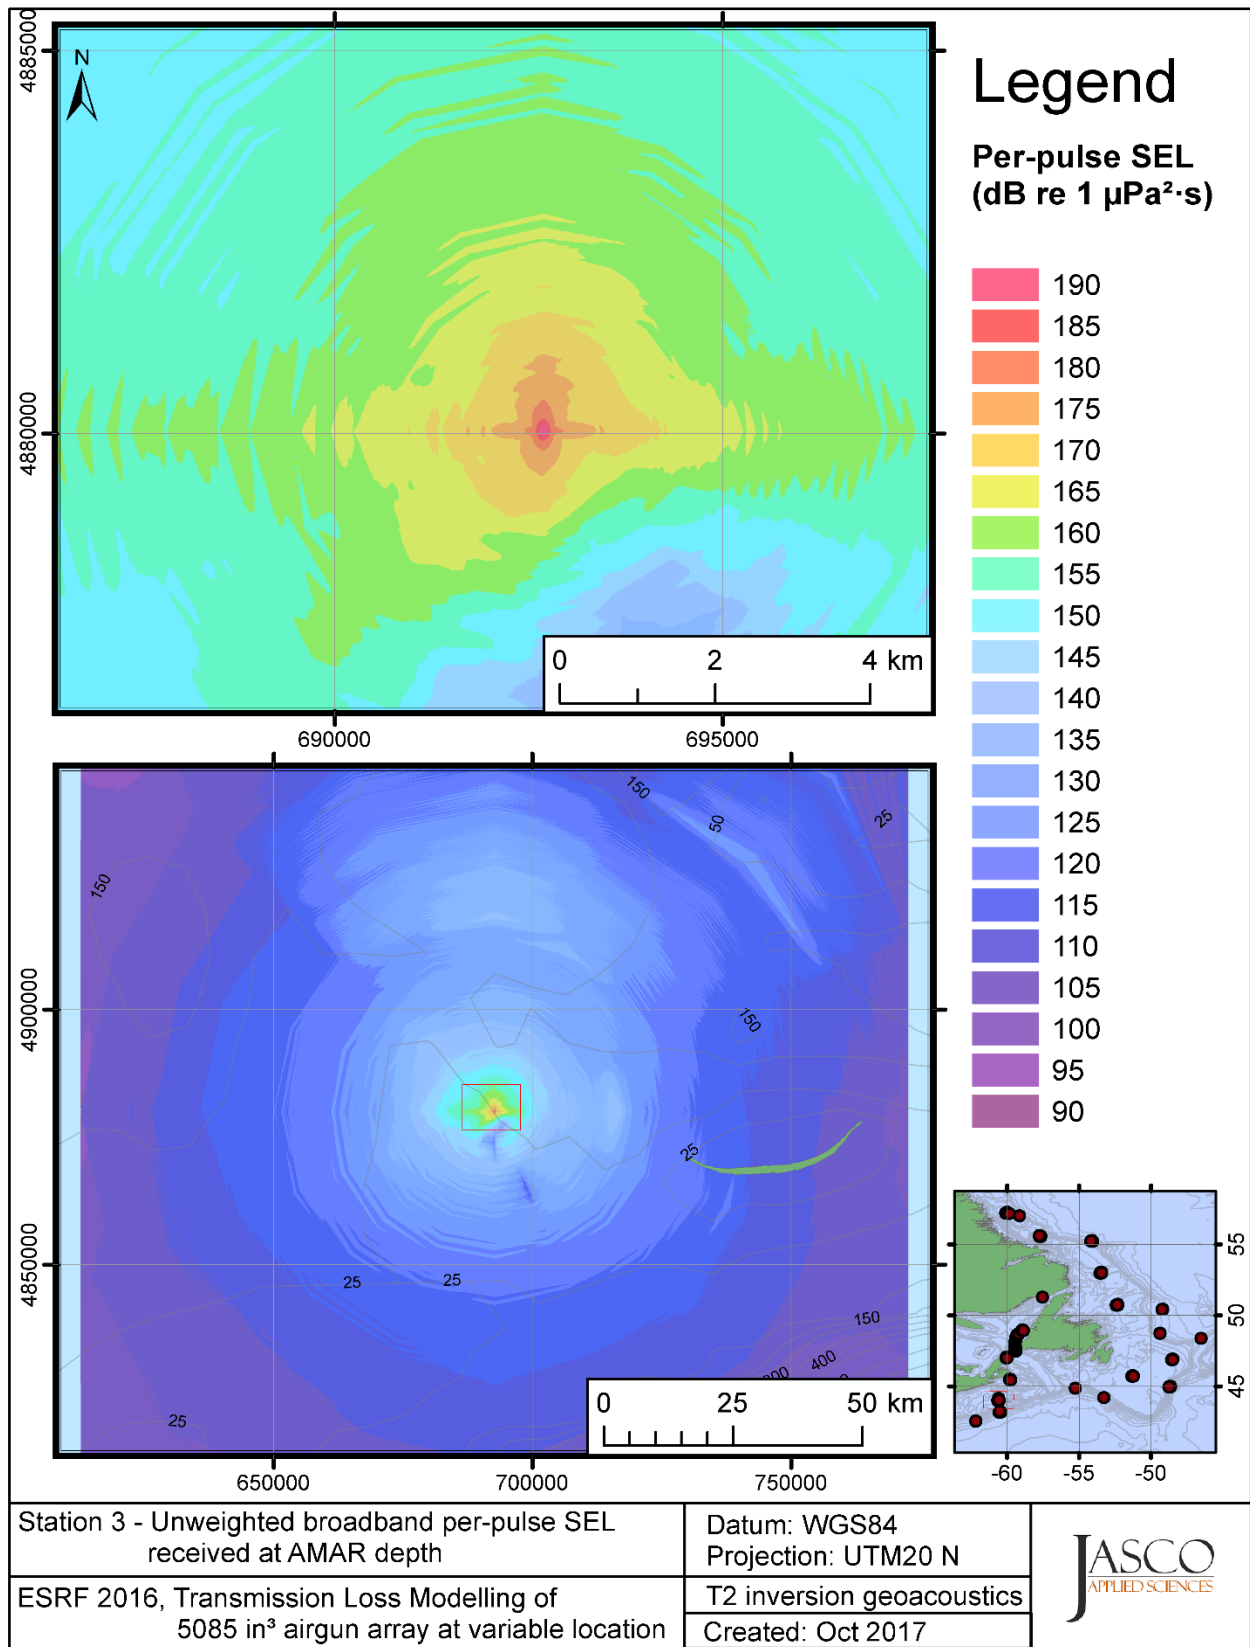 4885000
N
4880000
0 2 4 km
690000 695000
Legend
Per-pulse SEL
(dB re 1 µPa²·s)
190
185
180
175
170
165
160
155
150
145
140
135
130
125
120
115
110
105
100
95
90
4900000
4850000
150
150
50
25
150
25
25
25
150
400
25
0 25 50 km
650000 700000 750000
55
50
45
-60 -55 -50
Station 3 - Unweighted broadband per-pulse SEL
received at AMAR depth
ESRF 2016, Transmission Loss Modelling of
5085 in³ airgun array at variable location
Datum: WGS84
Projection: UTM20 N
T2 inversion geoacoustics
Created: Oct 2017
JASCO
APPLIED SCIENCES